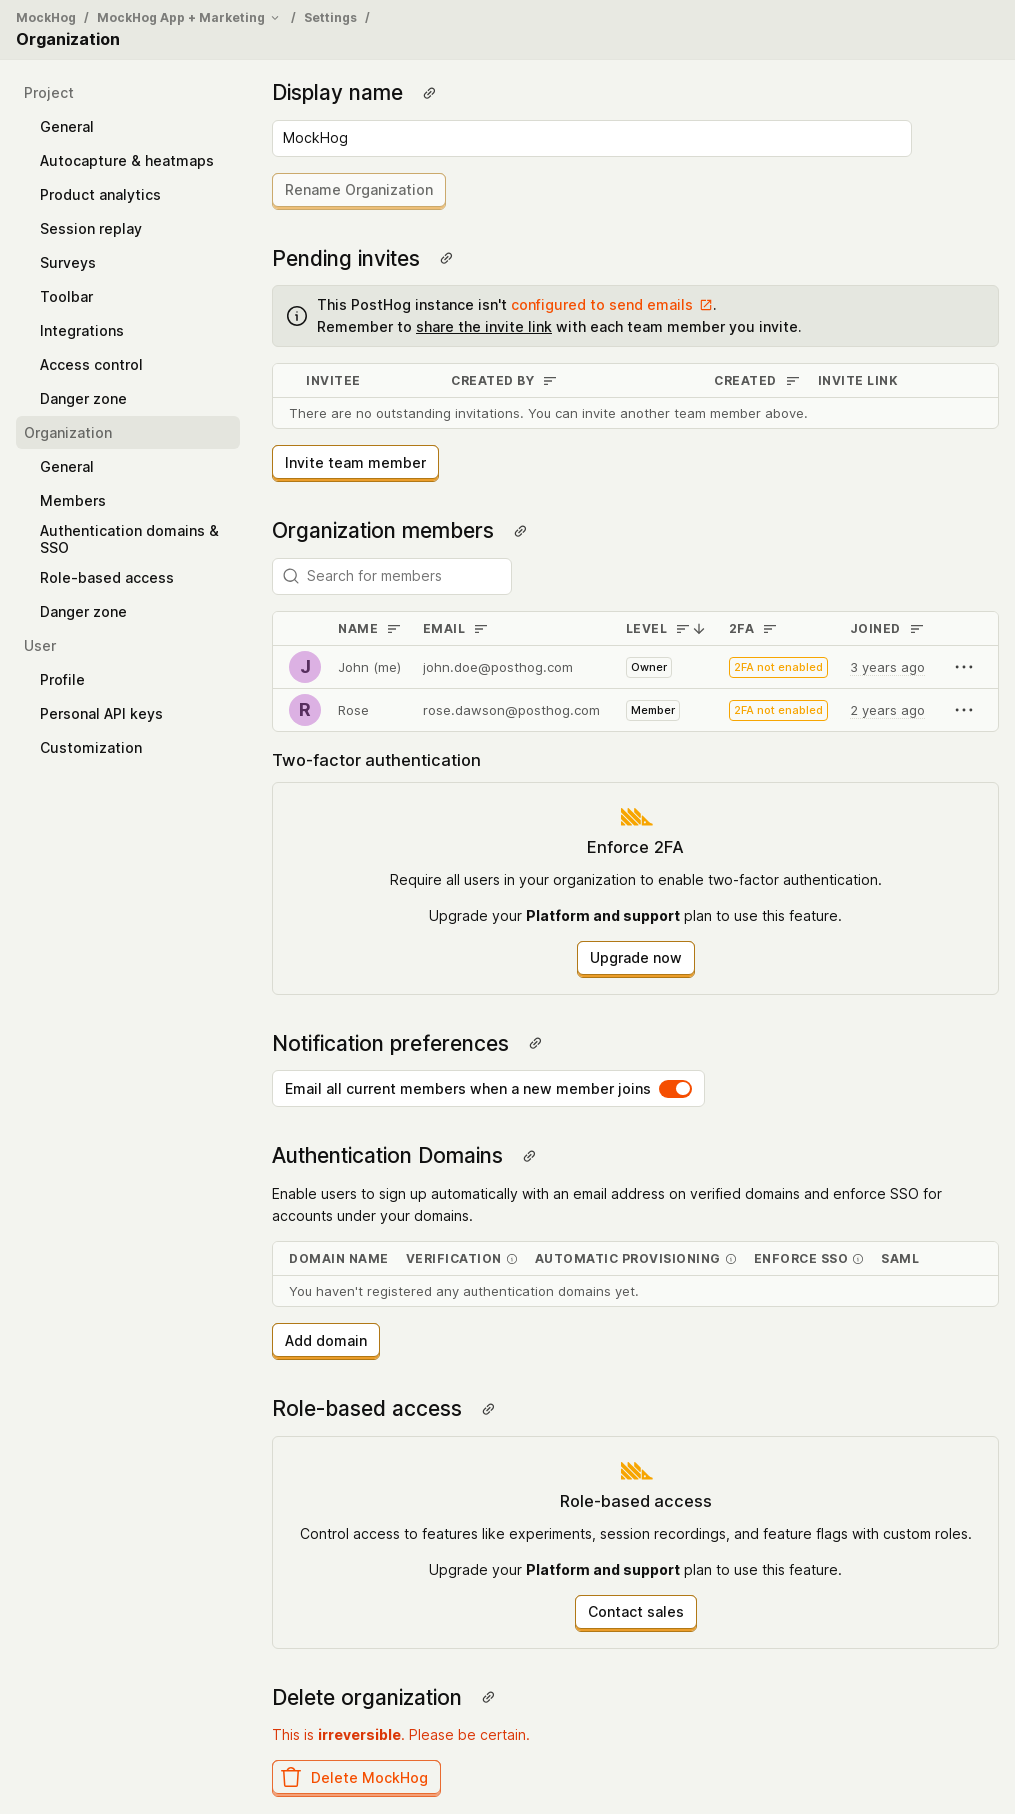 MockHog / MockHog App + Marketing / Settings /
Organization
Project
General
Autocapture & heatmaps
Product analytics
Session replay
Surveys
Toolbar
Integrations
Access control
Danger zone
Organization
General
Members
Authentication domains &
SSO
Role-based access
Danger zone
User
Profile
Personal API keys
Customization
Display name
MockHog
Rename Organization
Pending invites
This PostHog instance isn't configured to send emails.
Remember to share the invite link with each team member you invite.
INVITEE CREATED BY CREATED INVITE LINK
There are no outstanding invitations. You can invite another team member above.
Invite team member
Organization members
Search for members
NAME EMAIL LEVEL 2FA JOINED
J John (me) john.doe@posthog.com Owner 2FA not enabled 3 years ago
R Rose rose.dawson@posthog.com Member 2FA not enabled 2 years ago
Two-factor authentication
Enforce 2FA
Require all users in your organization to enable two-factor authentication.
Upgrade your Platform and support plan to use this feature.
Upgrade now
Notification preferences
Email all current members when a new member joins
Authentication Domains
Enable users to sign up automatically with an email address on verified domains and enforce SSO for
accounts under your domains.
DOMAIN NAME VERIFICATION AUTOMATIC PROVISIONING ENFORCE SSO SAML
You haven't registered any authentication domains yet.
Add domain
Role-based access
Role-based access
Control access to features like experiments, session recordings, and feature flags with custom roles.
Upgrade your Platform and support plan to use this feature.
Contact sales
Delete organization
This is irreversible. Please be certain.
Delete MockHog